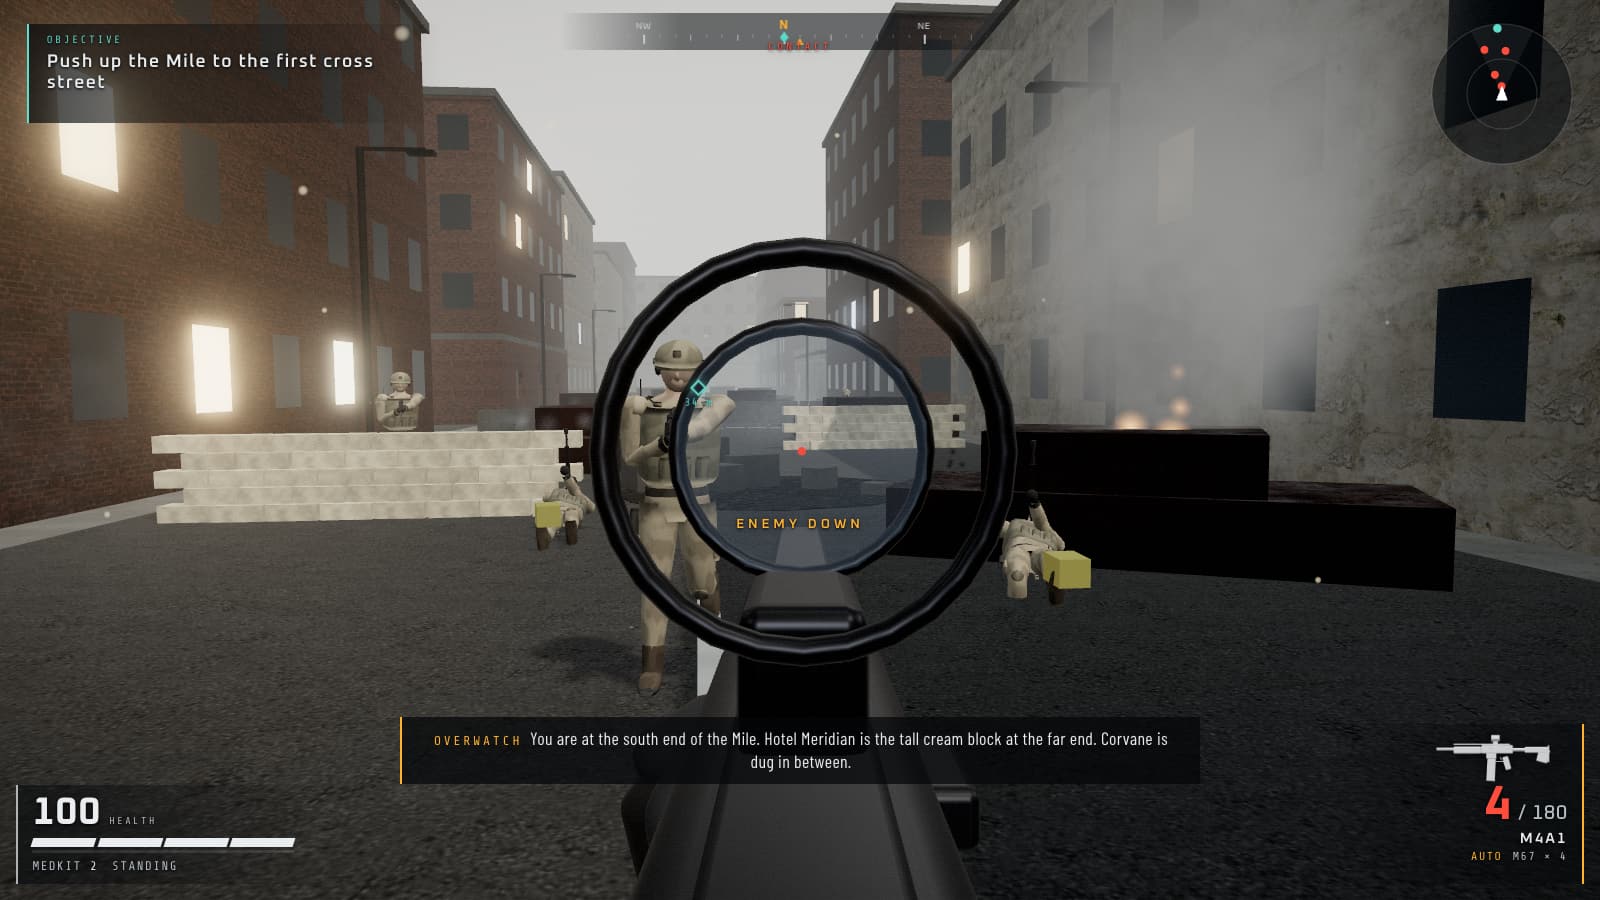 OBJECTIVE
Push up the Mile to the first cross
street
NW
N
NE
CONTACT
ENEMY DOWN
OVERWATCH You are at the south end of the Mile. Hotel Meridian is the tall cream block at the far end. Corvane is
dug in between.
100 HEALTH
MEDKIT 2 STANDING
4 / 180
M4A1
AUTO M67 × 4